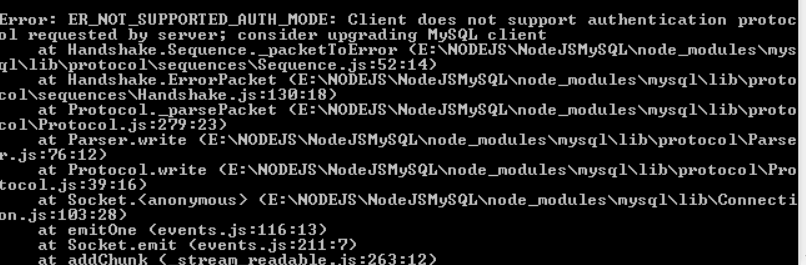 Error: ER_NOT_SUPPORTED_AUTH_MODE: Client does not support authentication protoc
ol requested by server; consider upgrading MySQL client
    at Handshake.Sequence._packetToError (E:\NODEJS\NodeJSMySQL\node_modules\mys
ql\lib\protocol\sequences\Sequence.js:52:14)
    at Handshake.ErrorPacket (E:\NODEJS\NodeJSMySQL\node_modules\mysql\lib\proto
col\sequences\Handshake.js:130:18)
    at Protocol._parsePacket (E:\NODEJS\NodeJSMySQL\node_modules\mysql\lib\proto
col\Protocol.js:279:23)
    at Parser.write (E:\NODEJS\NodeJSMySQL\node_modules\mysql\lib\protocol\Parse
r.js:76:12)
    at Protocol.write (E:\NODEJS\NodeJSMySQL\node_modules\mysql\lib\protocol\Pro
tocol.js:39:16)
    at Socket.<anonymous> (E:\NODEJS\NodeJSMySQL\node_modules\mysql\lib\Connecti
on.js:103:28)
    at emitOne (events.js:116:13)
    at Socket.emit (events.js:211:7)
    at addChunk (_stream_readable.js:263:12)